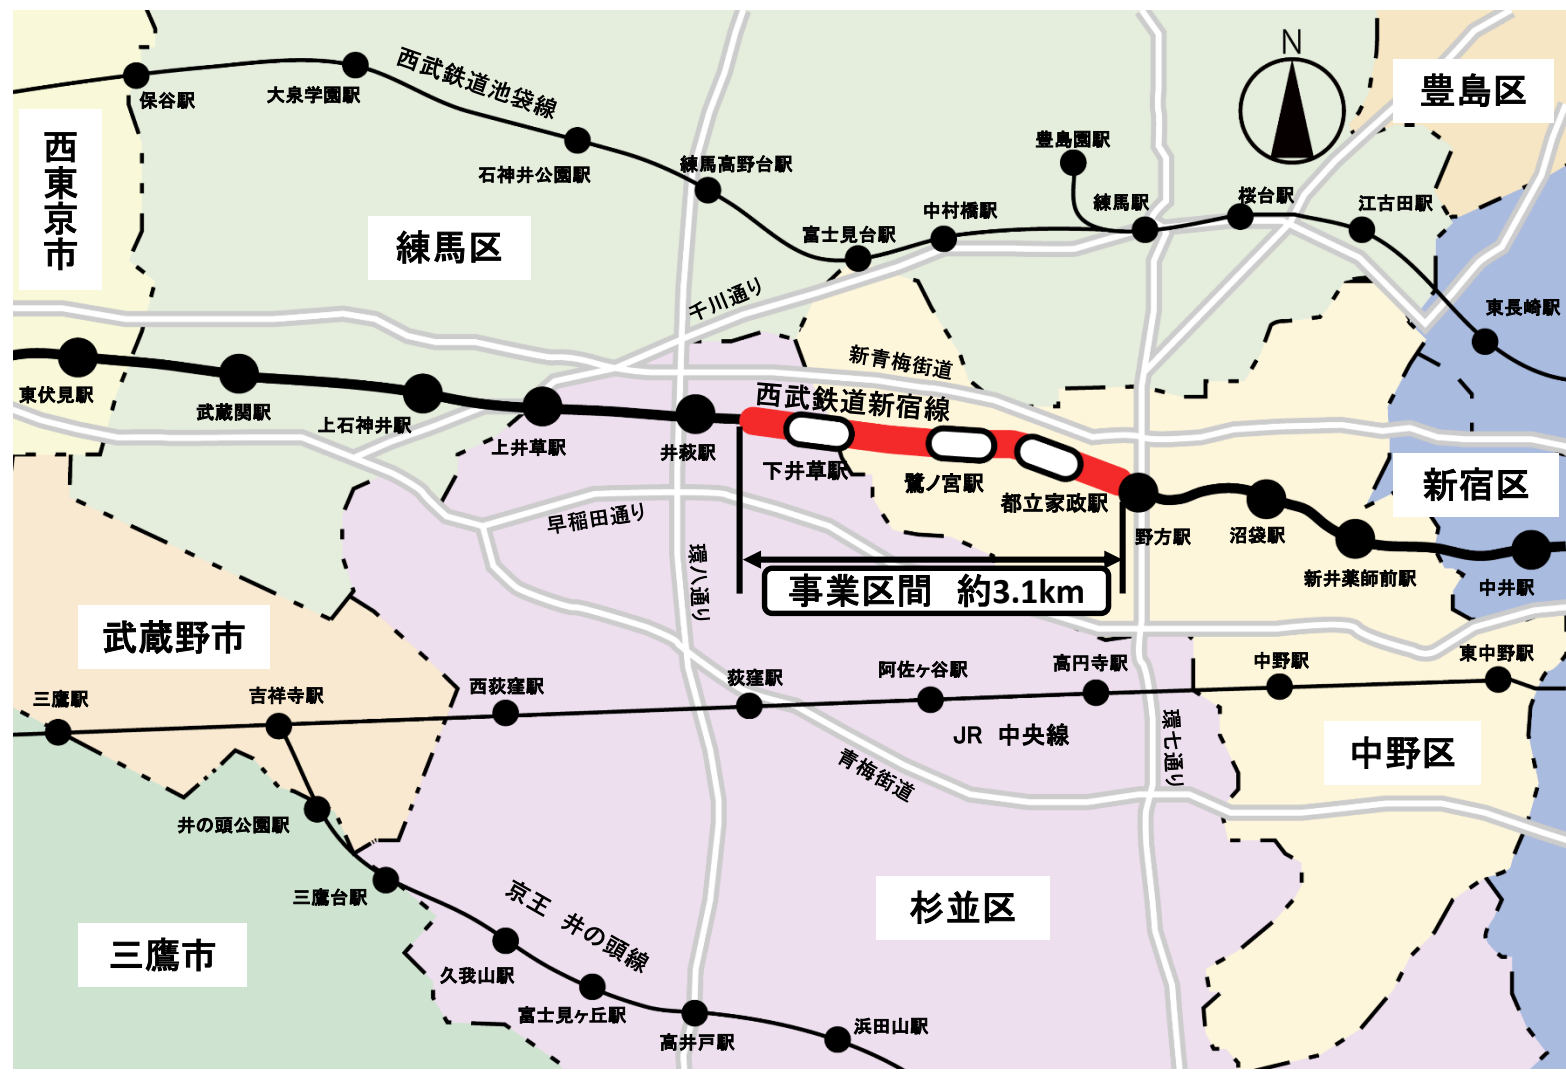 N
豊島区
西武鉄道池袋線
保谷駅
大泉学園駅
石神井公園駅
練馬高野台駅
豊島園駅
富士見台駅
中村橋駅
練馬駅
桜台駅
江古田駅
東長崎駅
西東京市
練馬区
千川通り
新青梅街道
西武鉄道新宿線
東伏見駅
武蔵関駅
上石神井駅
上井草駅
井荻駅
下井草駅
鷺ノ宮駅
都立家政駅
野方駅
沼袋駅
新井薬師前駅
中井駅
新宿区
早稲田通り
環八通り
事業区間 約3.1km
武蔵野市
三鷹駅
吉祥寺駅
西荻窪駅
荻窪駅
阿佐ヶ谷駅
高円寺駅
中野駅
東中野駅
JR 中央線
環七通り
中野区
青梅街道
井の頭公園駅
三鷹台駅
京王 井の頭線
杉並区
三鷹市
久我山駅
富士見ヶ丘駅
高井戸駅
浜田山駅